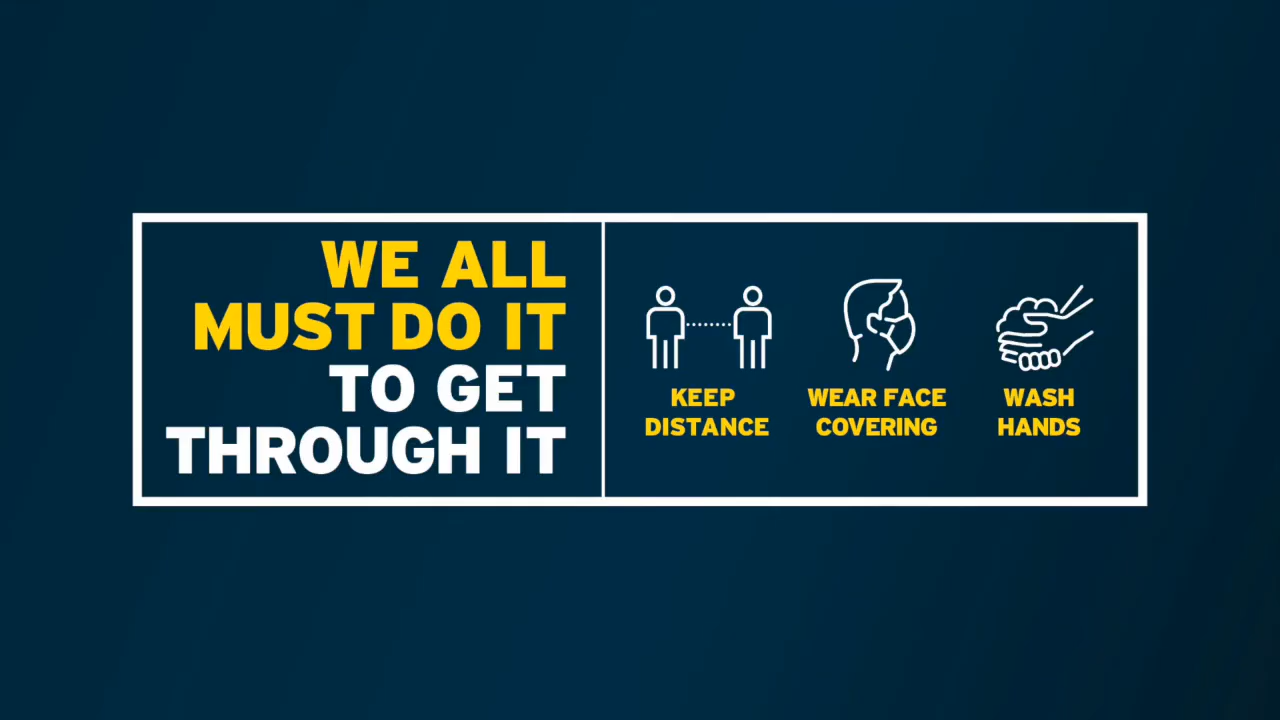 WE ALL
MUST DO IT
TO GET
THROUGH IT
KEEP
DISTANCE
WEAR FACE
COVERING
WASH
HANDS